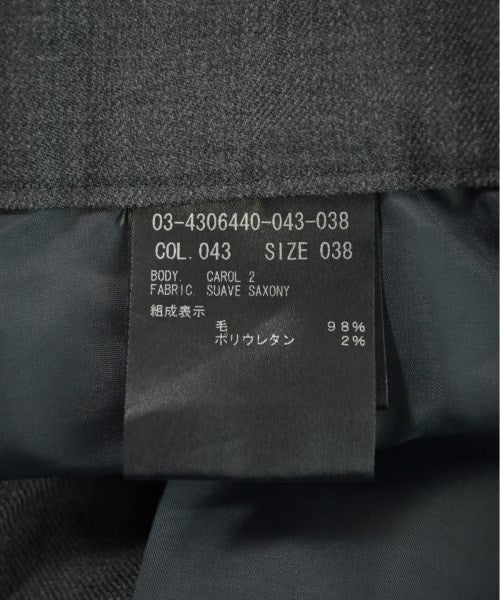 03-4306440-043-038
COL.043 SIZE 038
BODY. CAROL 2
FABRIC. SUAVE SAXONY
組成表示
毛 98%
ポリウレタン 2%